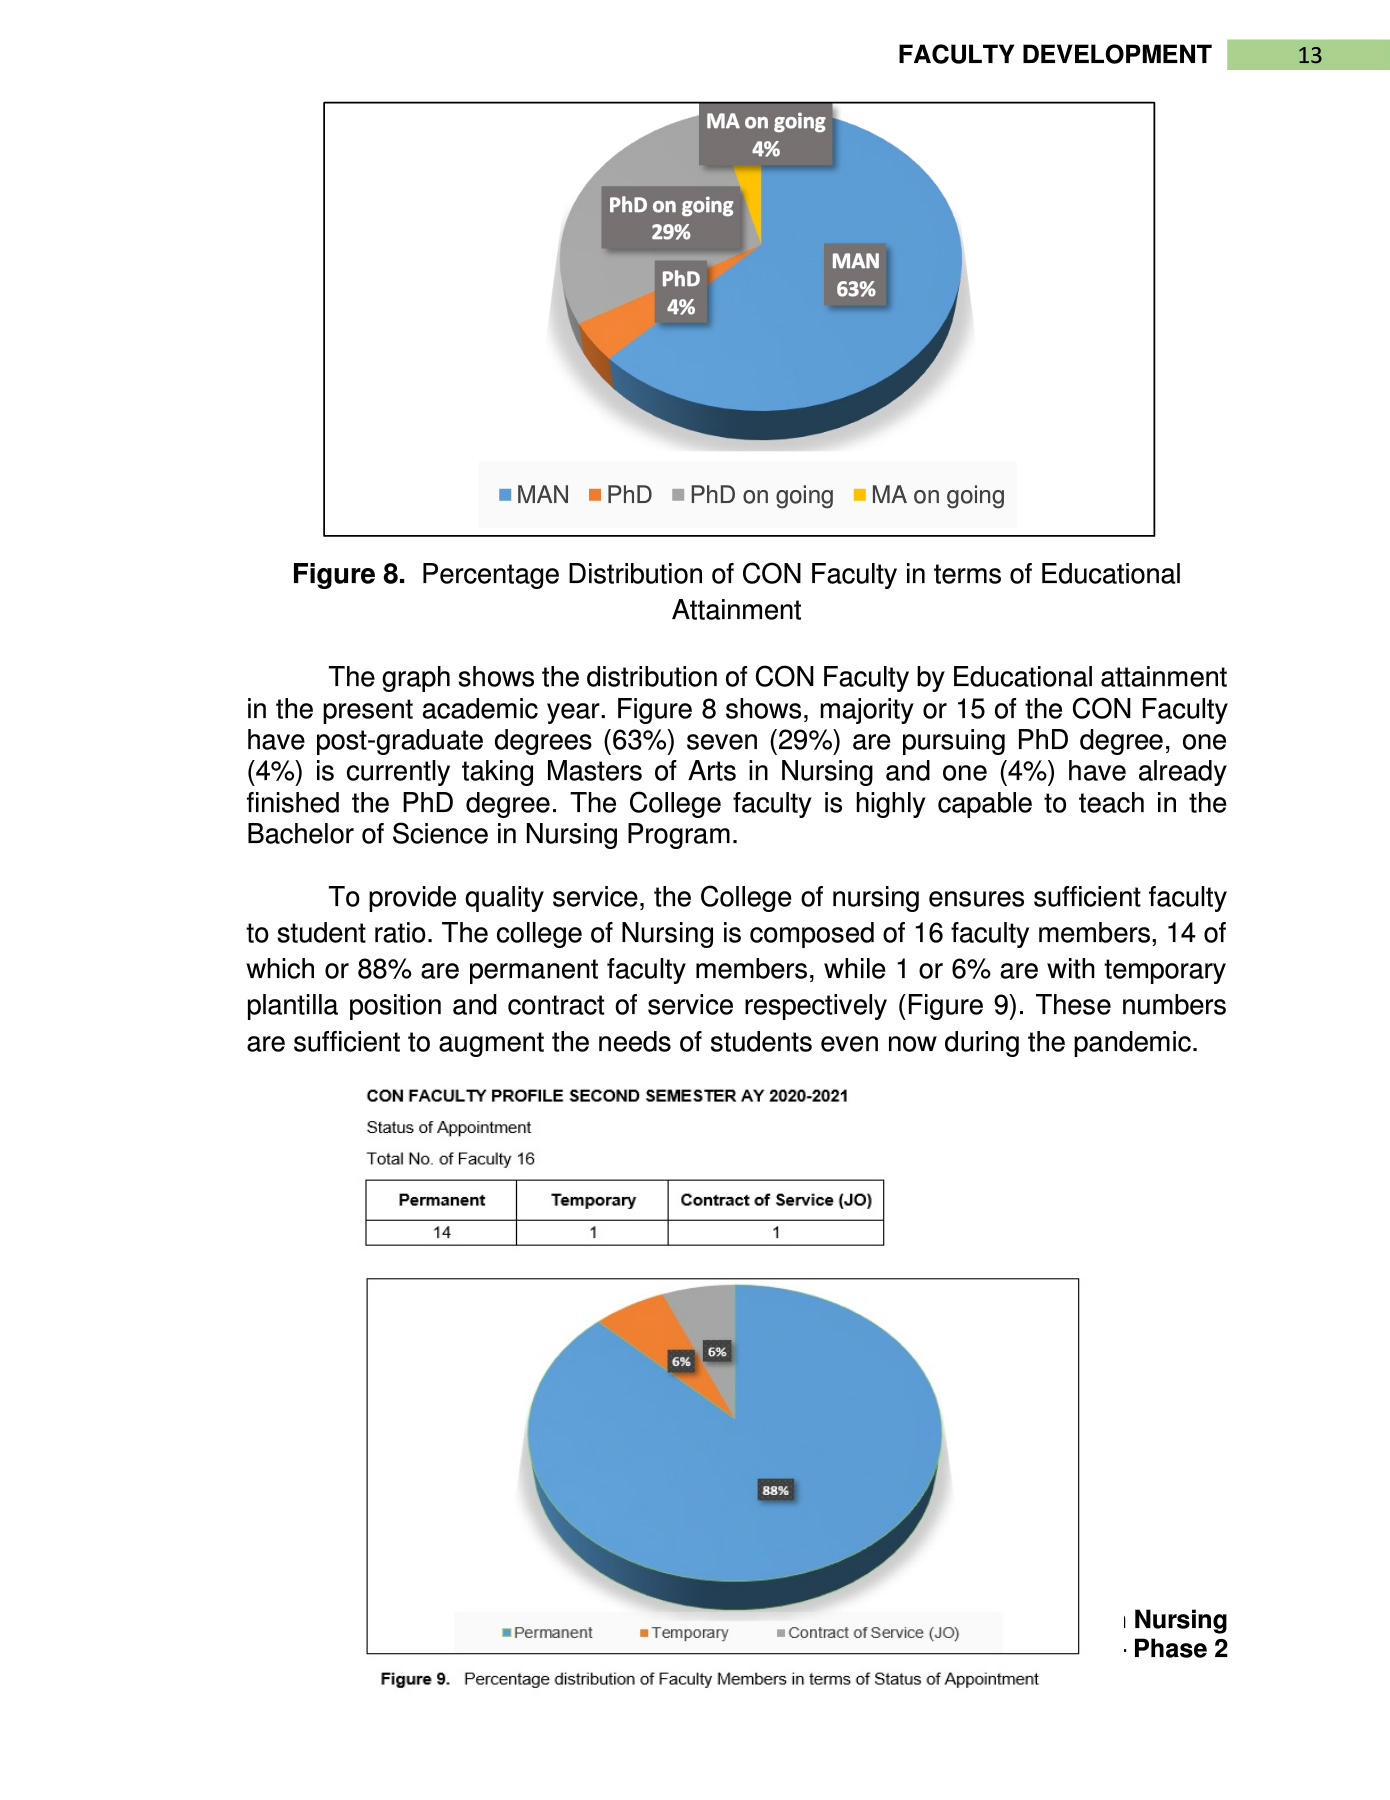 FACULTY DEVELOPMENT 13
MA on going
4%
PhD on going
29%
PhD
4%
MAN
63%
MAN PhD PhD on going MA on going
Figure 8. Percentage Distribution of CON Faculty in terms of Educational
Attainment
The graph shows the distribution of CON Faculty by Educational attainment
in the present academic year. Figure 8 shows, majority or 15 of the CON Faculty
have post-graduate degrees (63%) seven (29%) are pursuing PhD degree, one
(4%) is currently taking Masters of Arts in Nursing and one (4%) have already
finished the PhD degree. The College faculty is highly capable to teach in the
Bachelor of Science in Nursing Program.
To provide quality service, the College of nursing ensures sufficient faculty
to student ratio. The college of Nursing is composed of 16 faculty members, 14 of
which or 88% are permanent faculty members, while 1 or 6% are with temporary
plantilla position and contract of service respectively (Figure 9). These numbers
are sufficient to augment the needs of students even now during the pandemic.
CON FACULTY PROFILE SECOND SEMESTER AY 2020-2021
Status of Appointment
Total No. of Faculty 16
Permanent Temporary Contract of Service (JO)
14 1 1
6%
6%
88%
Permanent Temporary Contract of Service (JO)
Nursing
Phase 2
Figure 9. Percentage distribution of Faculty Members in terms of Status of Appointment